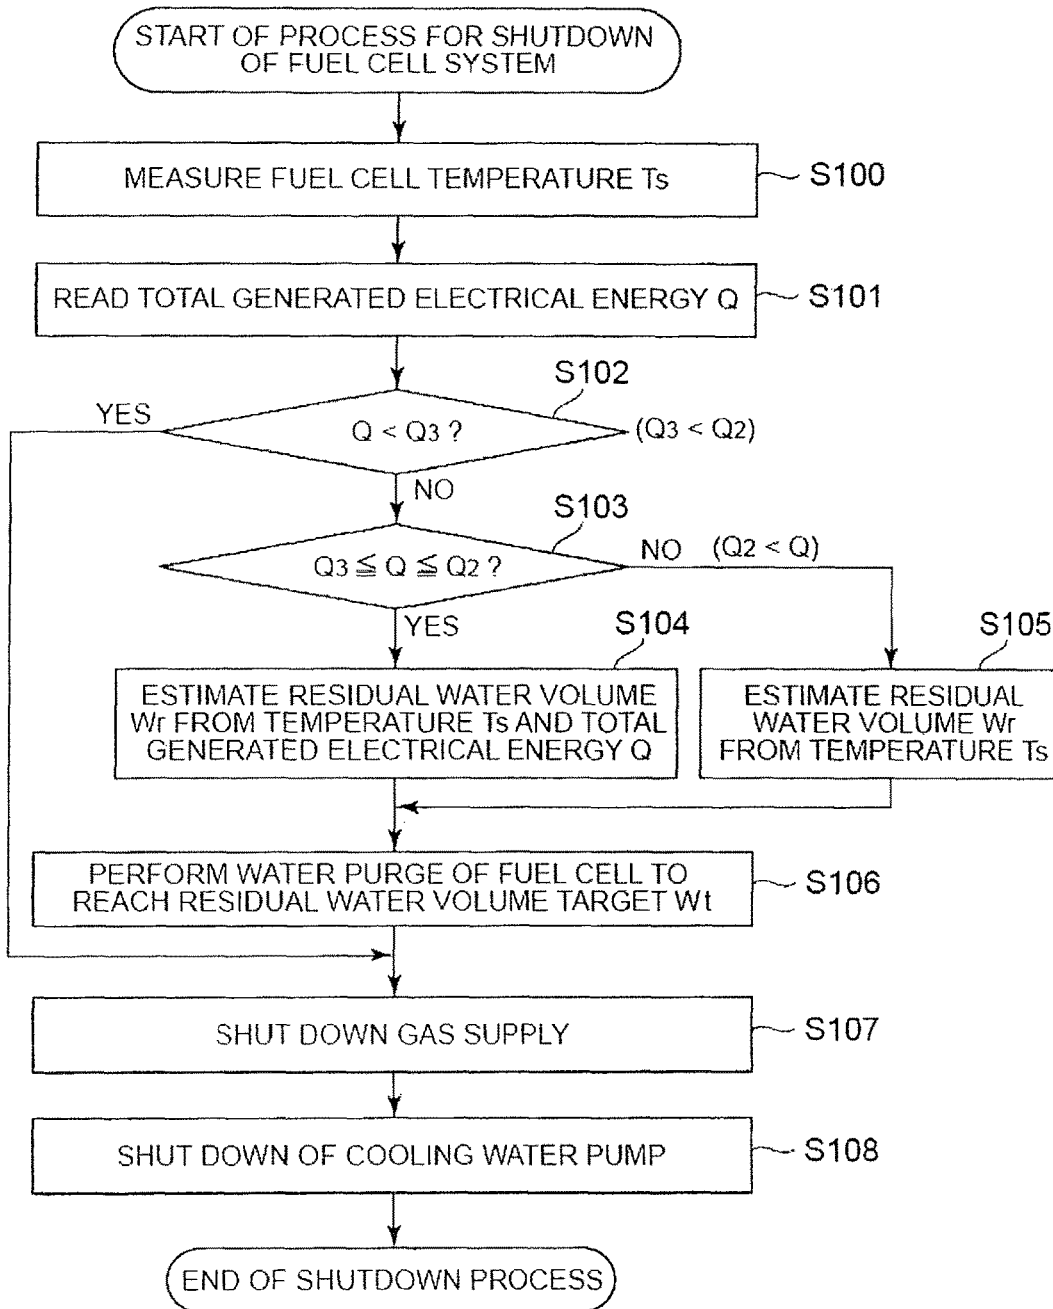 START OF PROCESS FOR SHUTDOWN
OF FUEL CELL SYSTEM
MEASURE FUEL CELL TEMPERATURE Ts
S100
READ TOTAL GENERATED ELECTRICAL ENERGY Q
S101
S102
YES
Q < Q3 ?
(Q3 < Q2)
NO
S103
Q3 ≦ Q ≦ Q2 ?
NO (Q2 < Q)
YES
S104
ESTIMATE RESIDUAL WATER VOLUME
Wr FROM TEMPERATURE Ts AND TOTAL
GENERATED ELECTRICAL ENERGY Q
S105
ESTIMATE RESIDUAL
WATER VOLUME Wr
FROM TEMPERATURE Ts
PERFORM WATER PURGE OF FUEL CELL TO
REACH RESIDUAL WATER VOLUME TARGET Wt
S106
SHUT DOWN GAS SUPPLY
S107
SHUT DOWN OF COOLING WATER PUMP
S108
END OF SHUTDOWN PROCESS